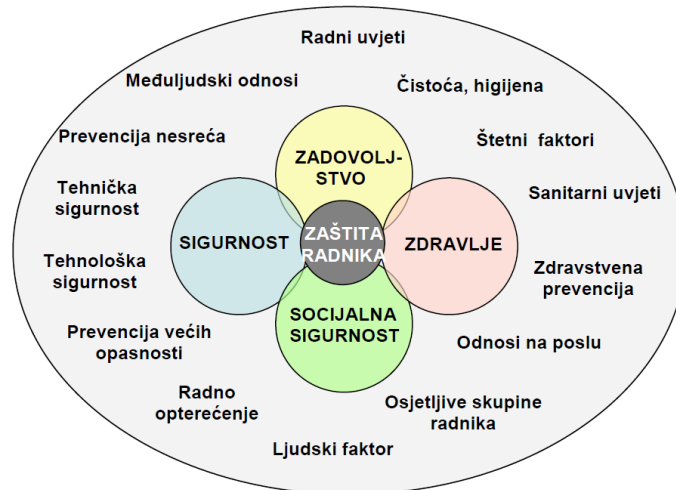 Radni uvjeti
Međuljudski odnosi
Čistoća, higijena
Prevencija nesreća
Štetni faktori
ZADOVOLJ-
STVO
Tehnička
sigurnost
Sanitarni uvjeti
SIGURNOST
ZAŠTITA
RADNIKA
ZDRAVLJE
Tehnološka
sigurnost
Zdravstvena
prevencija
SOCIJALNA
SIGURNOST
Prevencija većih
opasnosti
Odnosi na poslu
Radno
opterećenje
Osjetljive skupine
radnika
Ljudski faktor